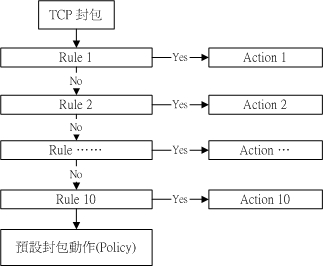 TCP 封包
Rule 1 Yes Action 1
No
Rule 2 Yes Action 2
No
Rule …… Yes Action …
No
Rule 10 Yes Action 10
預設封包動作(Policy)